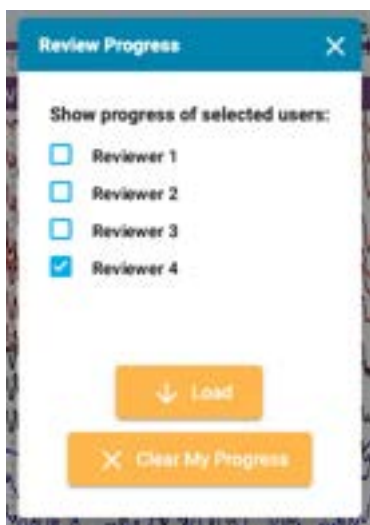 Review Progress
Show progress of selected users:
Reviewer 1
Reviewer 2
Reviewer 3
Reviewer 4
Load
Clear My Progress